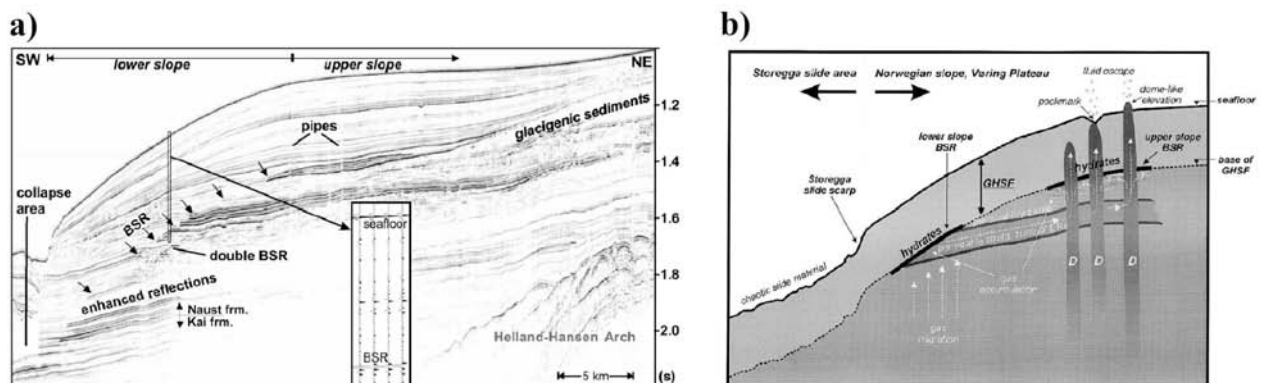 a)
SW
lower slope
upper slope
NE
pipes
glacigenic sediments
collapse
area
BSR
double BSR
enhanced reflections
Naust frm.
Kai frm.
seafloor
BSR
Helland-Hansen Arch
5 km
1.2
1.4
1.6
1.8
2.0
(s)
b)
Storegga slide area
Norwegian slope, Vøring Plateau
fluid escape
pockmark
dome-like
elevation
seafloor
lower slope
BSR
upper slope
BSR
hydrates
base of
GHSF
Storegga
slide scarp
GHSF
hydrates
chaotic slide material
gas
accumulation
gas
migration
D
D
D